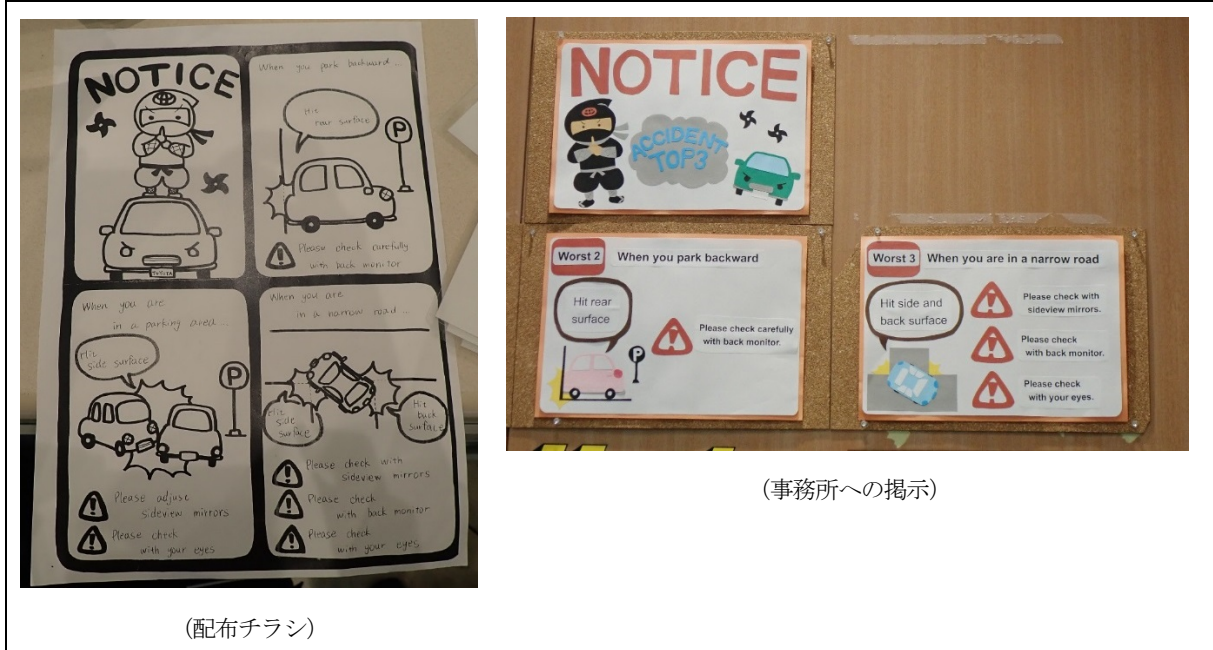 NOTICE
When you park backward ...
Hit
rear surface
P
Please check carefully
with back monitor
TOYOTA
When you are
in a parking area ...
Hit
side surface
P
Please adjust
sideview mirrors
Please check
with your eyes
When you are
in a narrow road ...
Hit
side
surface
Hit
back
surface
Please check with
sideview mirrors
Please check
with back monitor
Please check
with your eyes
(配布チラシ)
NOTICE
ACCIDENT
TOP3
Worst 2 When you park backward
Hit rear
surface
P
Please check carefully
with back monitor.
Worst 3 When you are in a narrow road
Hit side and
back surface
Please check with
sideview mirrors.
Please check
with back monitor.
Please check
with your eyes.
(事務所への掲示)